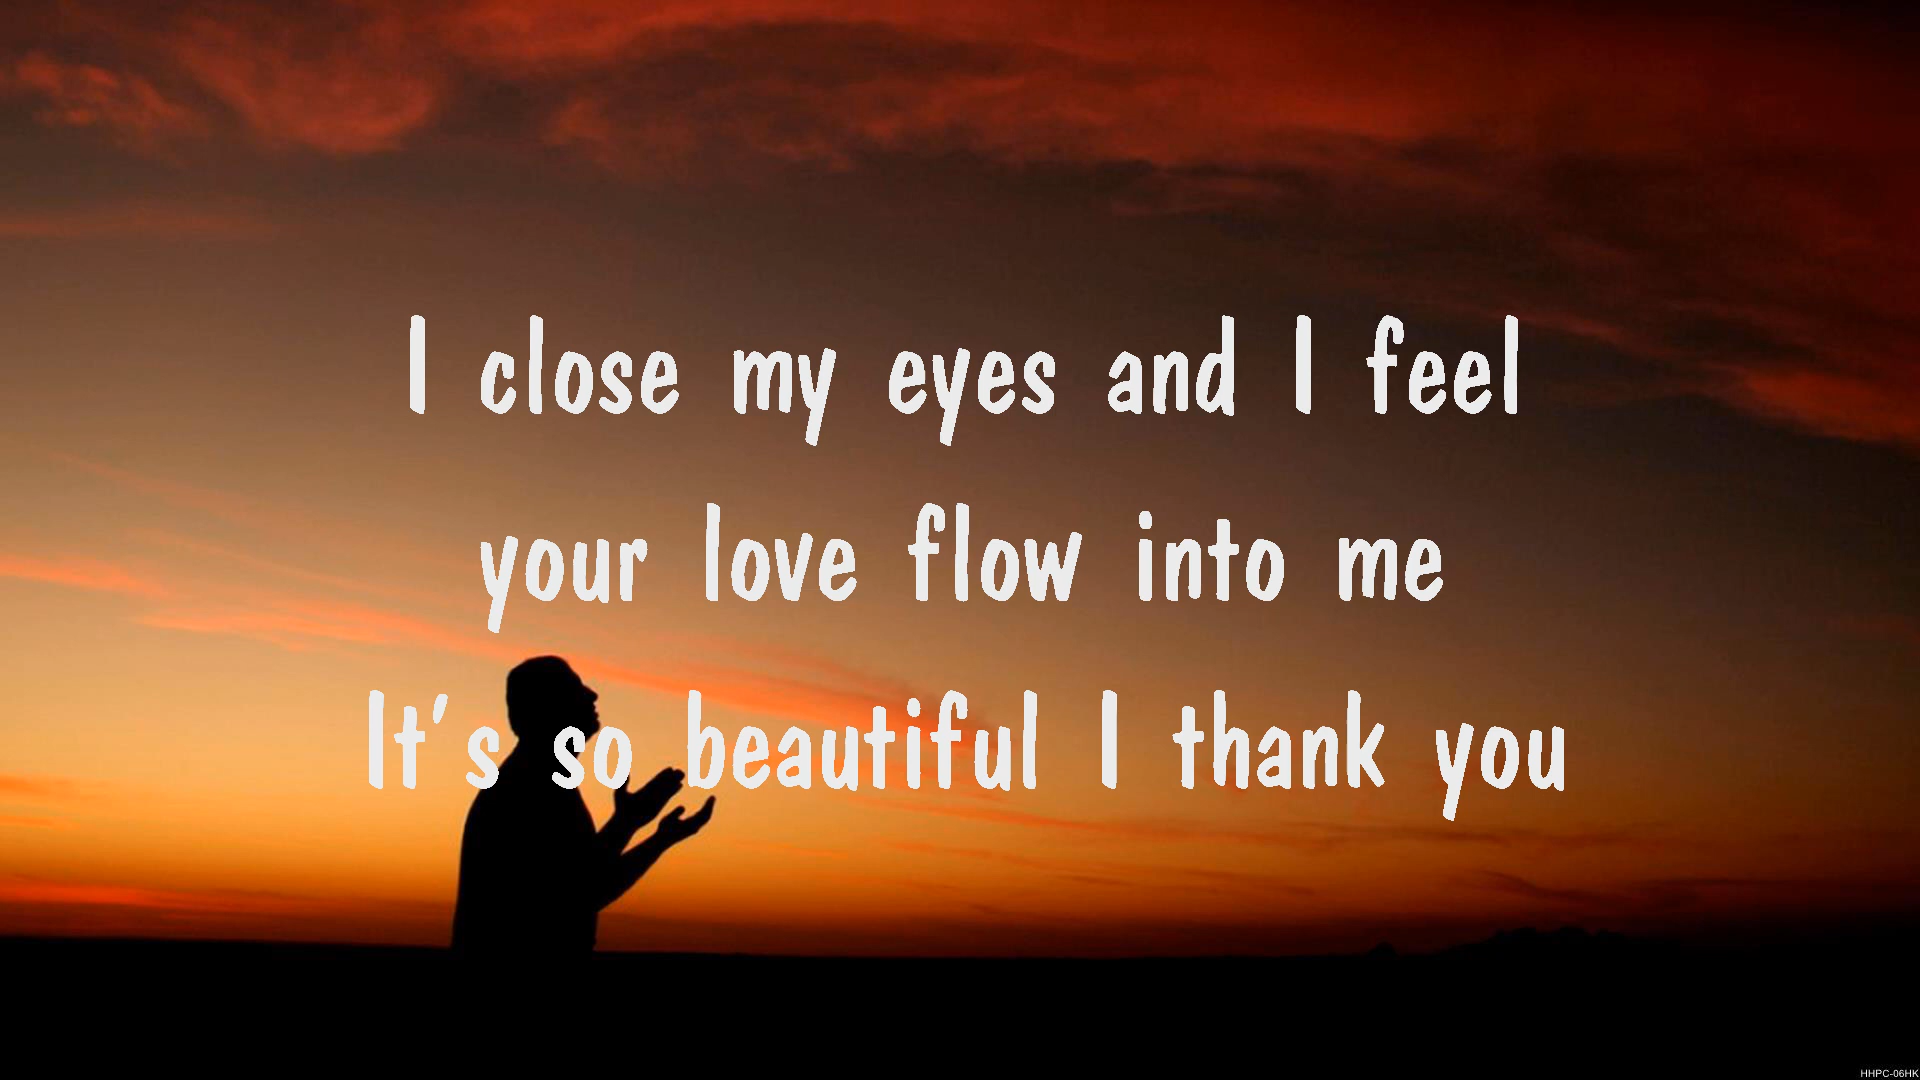 I close my eyes and I feel
your love flow into me
It's so beautiful I thank you
HHPC-06HK